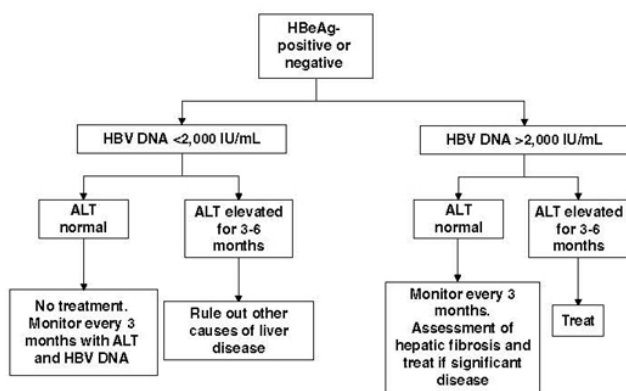 HBeAg-
positive or
negative
HBV DNA <2,000 IU/mL
HBV DNA >2,000 IU/mL
ALT
normal
ALT elevated
for 3-6
months
ALT
normal
ALT elevated
for 3-6
months
No treatment.
Monitor every 3
months with ALT
and HBV DNA
Rule out other
causes of liver
disease
Monitor every 3
months.
Assessment of
hepatic fibrosis and
treat if significant
disease
Treat